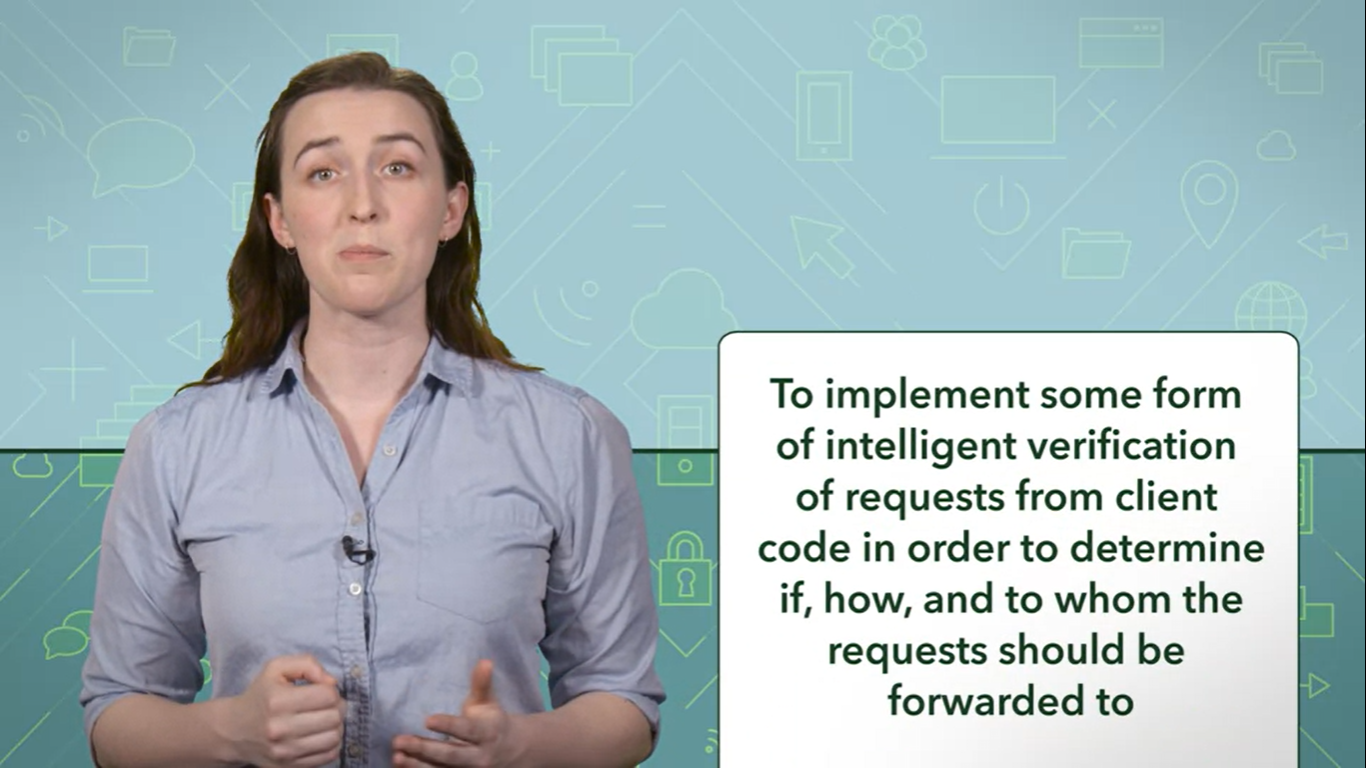 To implement some form
of intelligent verification
of requests from client
code in order to determine
if, how, and to whom the
requests should be
forwarded to